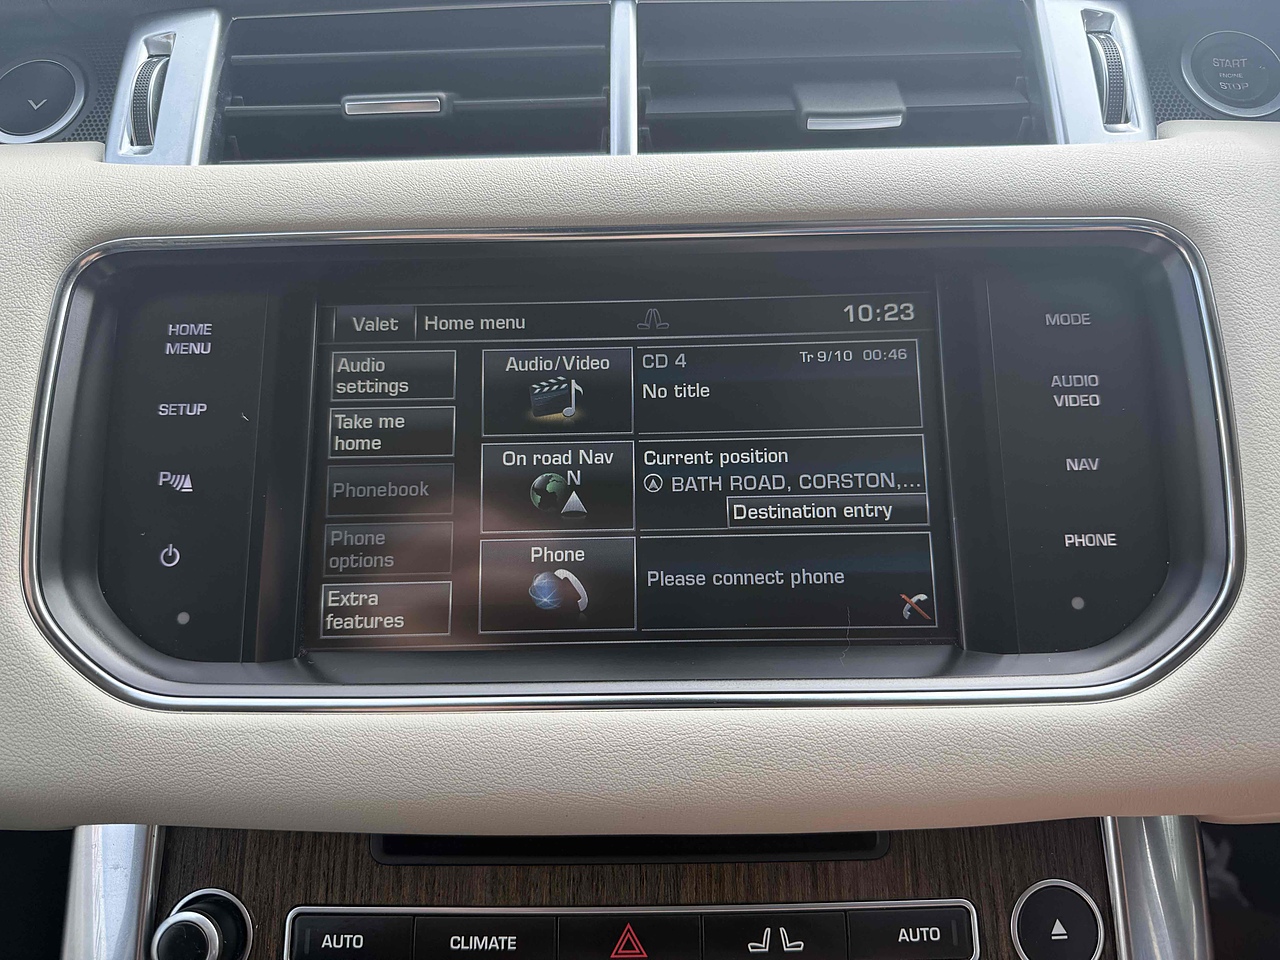 START
ENGINE
STOP
HOME
MENU
SETUP
P
Valet
Home menu
10:23
Audio
settings
Take me
home
Phonebook
Phone
options
Extra
features
Audio/Video
CD 4
Tr 9/10 00:46
No title
On road Nav
N
Current position
BATH ROAD, CORSTON,...
Destination entry
Phone
Please connect phone
MODE
AUDIO
VIDEO
NAV
PHONE
AUTO
CLIMATE
AUTO